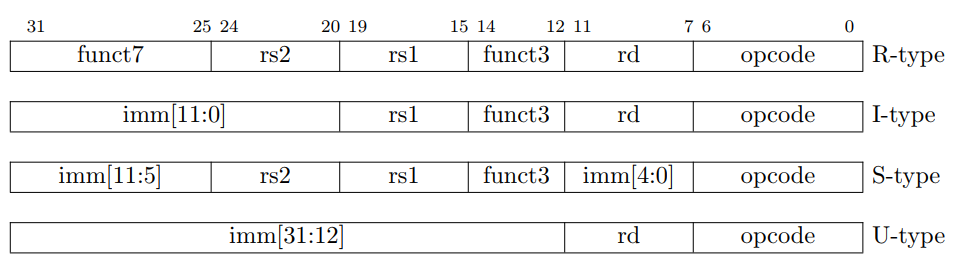 31 25 24 20 19 15 14 12 11 7 6 0
funct7 rs2 rs1 funct3 rd opcode R-type
imm[11:0] rs1 funct3 rd opcode I-type
imm[11:5] rs2 rs1 funct3 imm[4:0] opcode S-type
imm[31:12] rd opcode U-type